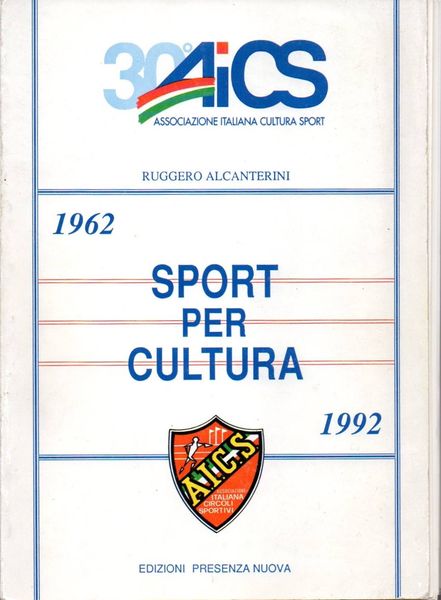 30° AiCS
ASSOCIAZIONE ITALIANA CULTURA SPORT
RUGGERO ALCANTERINI
1962
SPORT
PER
CULTURA
1992
A.I.C.S.
ASSOCIAZIONE
ITALIANA
CIRCOLI
SPORTIVI
EDIZIONI PRESENZA NUOVA